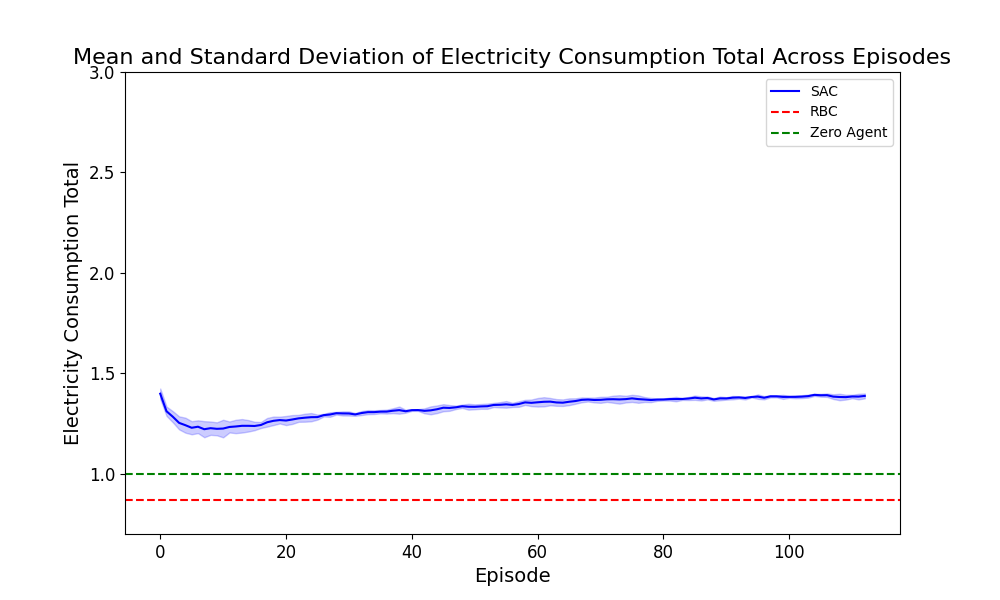 Mean and Standard Deviation of Electricity Consumption Total Across Episodes
3.0
2.5
2.0
1.5
1.0
Electricity Consumption Total
SAC
RBC
Zero Agent
0 20 40 60 80 100
Episode